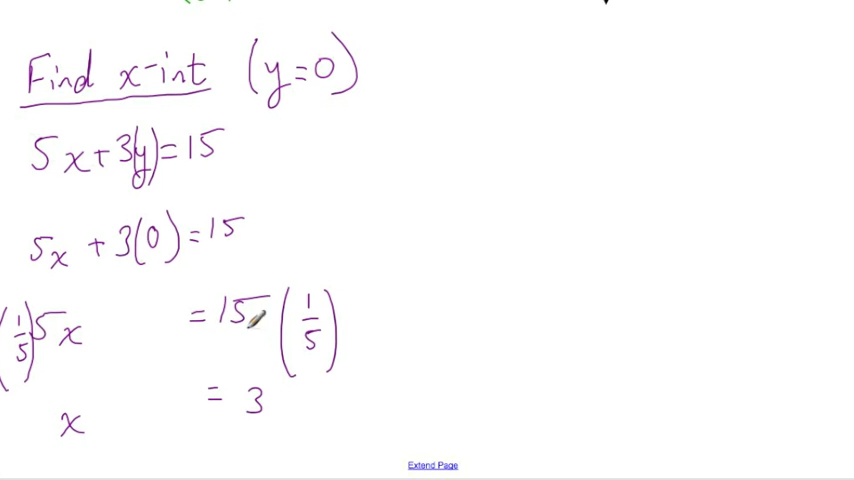 Find x-int (y=0)
5x+3(y)=15
5x +3(0)=15
(1/5)5x =15(1/5)
x = 3
Extend Page